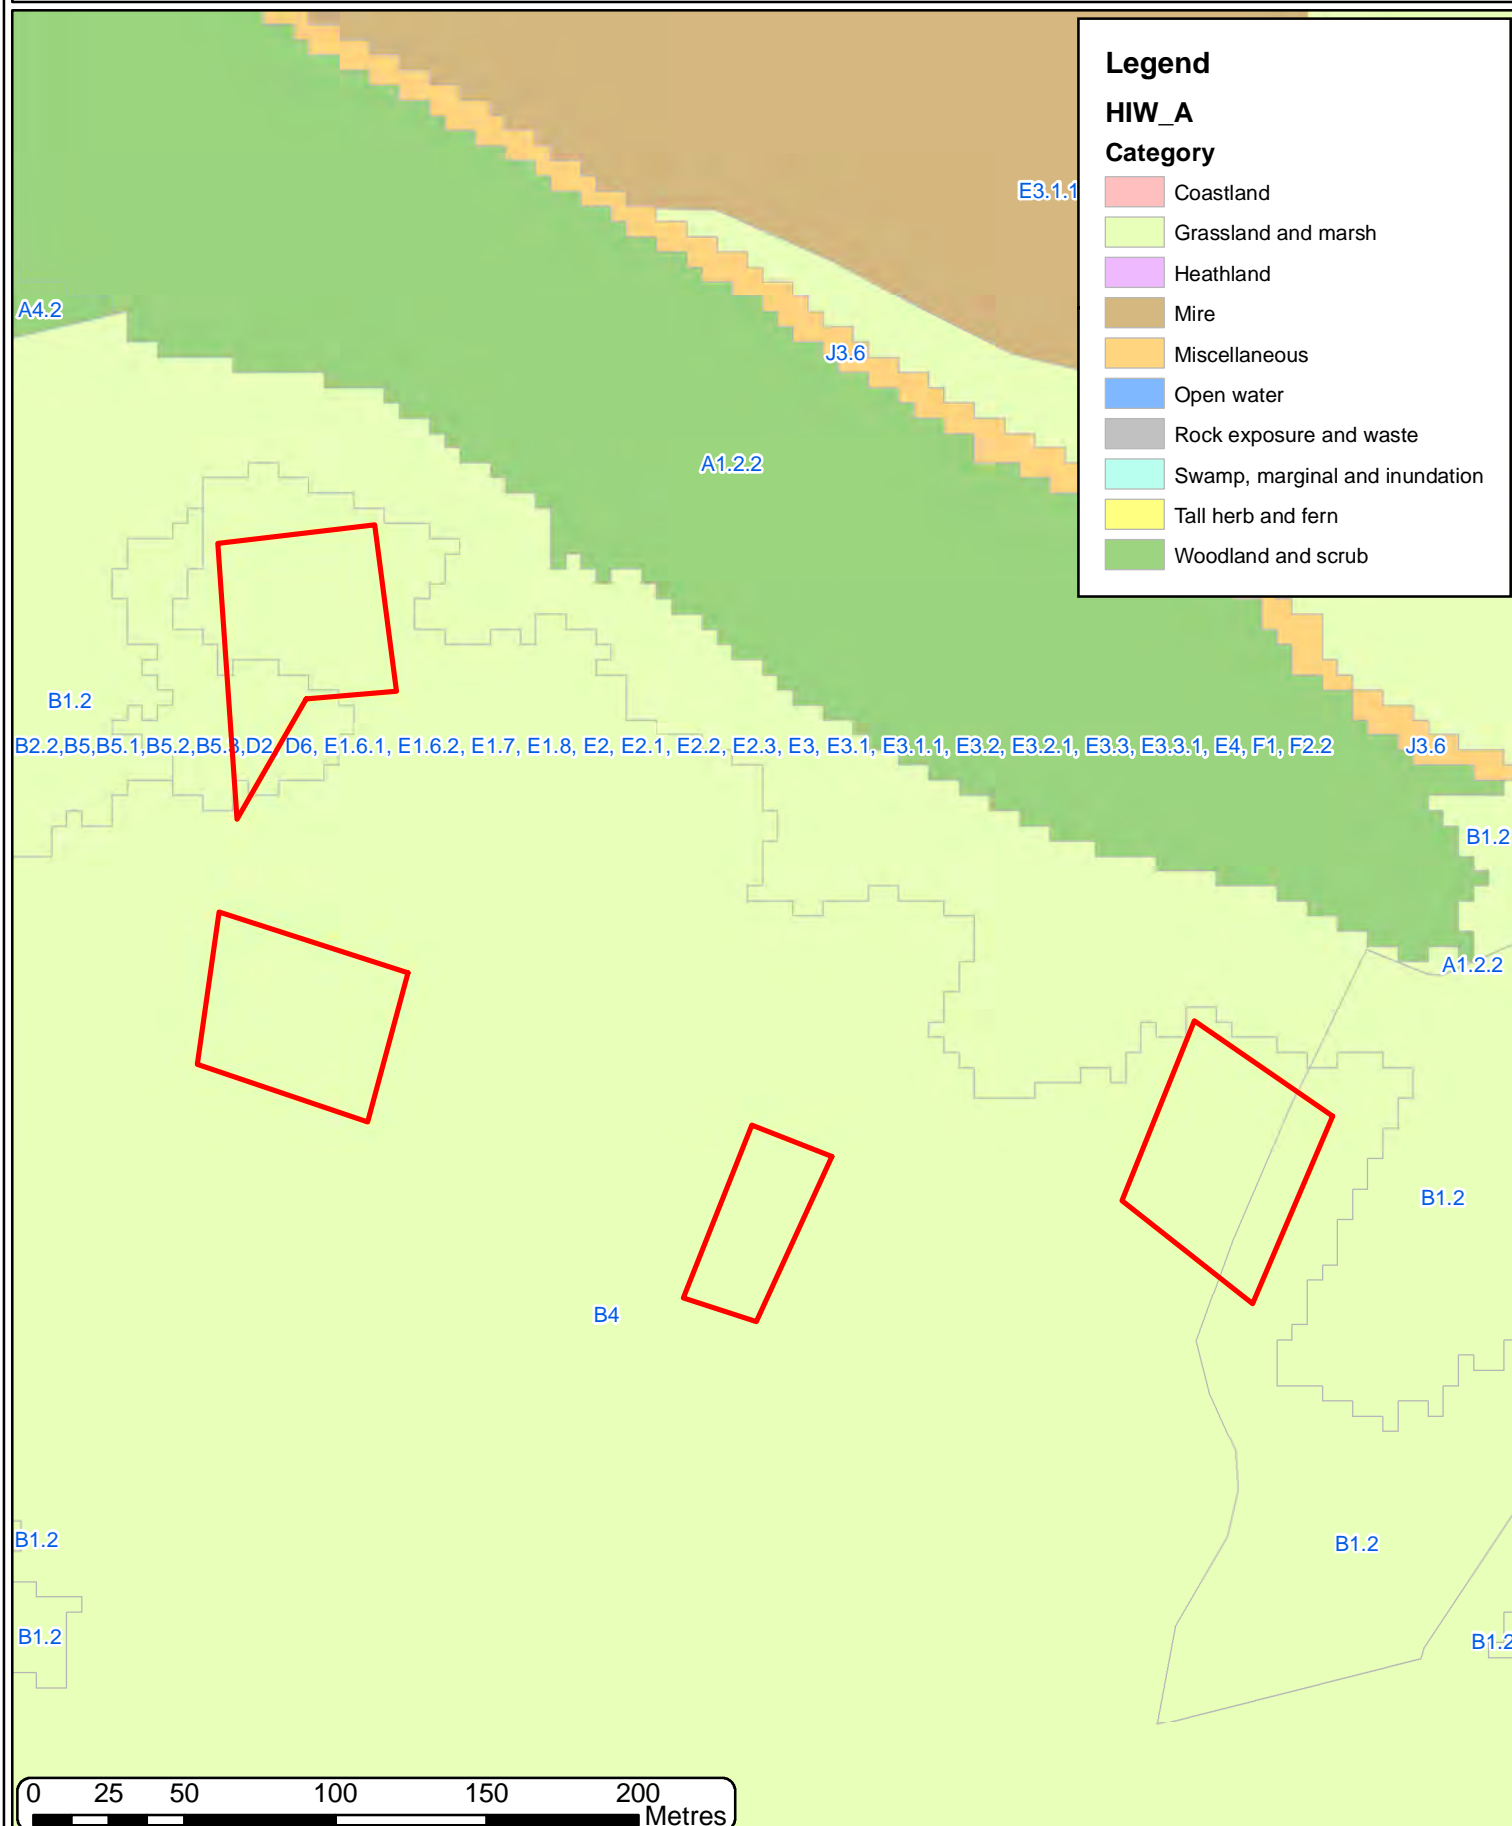 Legend
HIW_A
Category
Coastland
Grassland and marsh
Heathland
Mire
Miscellaneous
Open water
Rock exposure and waste
Swamp, marginal and inundation
Tall herb and fern
Woodland and scrub
E3.1.1
A4.2
J3.6
A1.2.2
B1.2
B2.2,B5,B5.1,B5.2,B5.3,D2, D6, E1.6.1, E1.6.2, E1.7, E1.8, E2, E2.1, E2.2, E2.3, E3, E3.1, E3.1.1, E3.2, E3.2.1, E3.3, E3.3.1, E4, F1, F2.2
J3.6
B1.2
A1.2.2
B1.2
B4
B1.2
B1.2
B1.2
B1.2
0 25 50 100 150 200
Metres